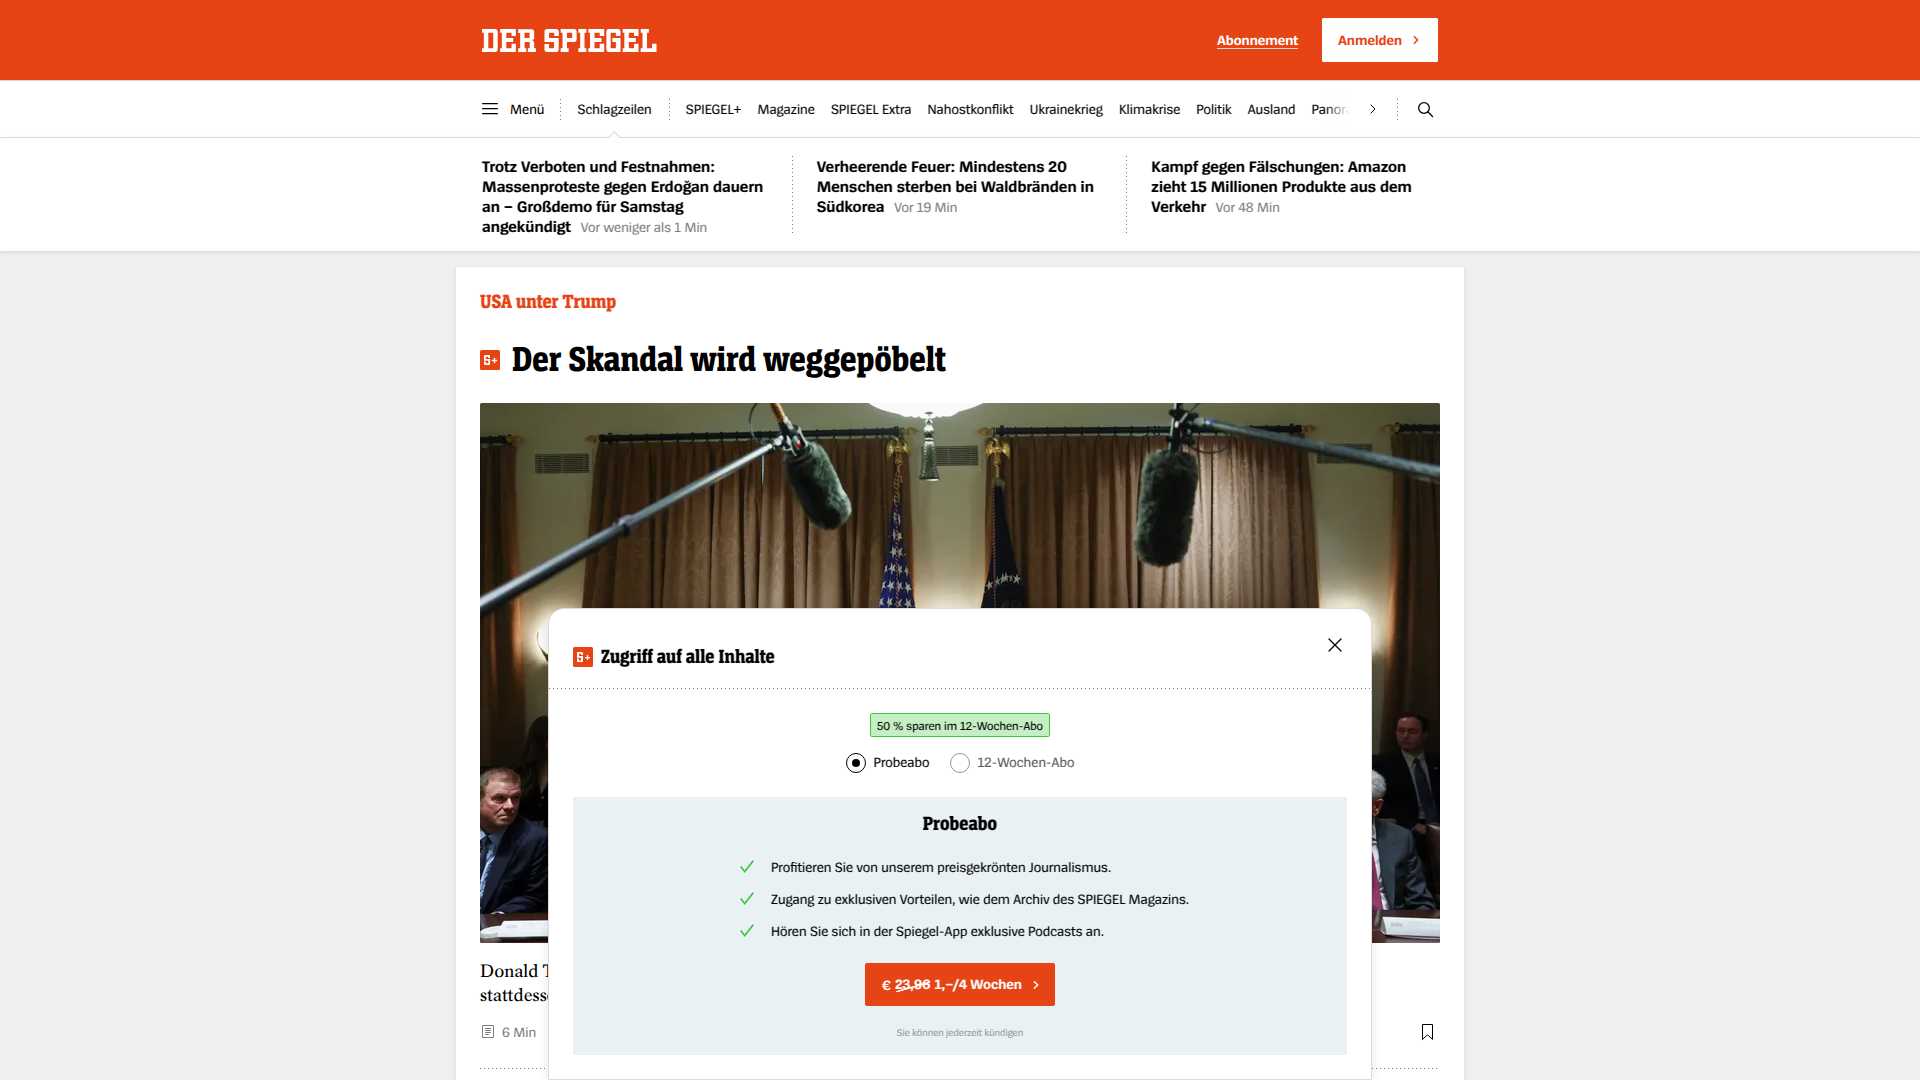 DER SPIEGEL
Abonnement
Anmelden
Menü
Schlagzeilen
SPIEGEL+
Magazine
SPIEGEL Extra
Nahostkonflikt
Ukrainekrieg
Klimakrise
Politik
Ausland
Panor
Trotz Verboten und Festnahmen:
Massenproteste gegen Erdoğan dauern
an – Großdemo für Samstag
angekündigt Vor weniger als 1 Min
Verheerende Feuer: Mindestens 20
Menschen sterben bei Waldbränden in
Südkorea Vor 19 Min
Kampf gegen Fälschungen: Amazon
zieht 15 Millionen Produkte aus dem
Verkehr Vor 48 Min
USA unter Trump
S+ Der Skandal wird weggepöbelt
S+ Zugriff auf alle Inhalte
50 % sparen im 12-Wochen-Abo
Probeabo
12-Wochen-Abo
Probeabo
Profitieren Sie von unserem preisgekrönten Journalismus.
Zugang zu exklusiven Vorteilen, wie dem Archiv des SPIEGEL Magazins.
Hören Sie sich in der Spiegel-App exklusive Podcasts an.
€ 23,96 1,–/4 Wochen
Sie können jederzeit kündigen
Donald T
stattdess
6 Min